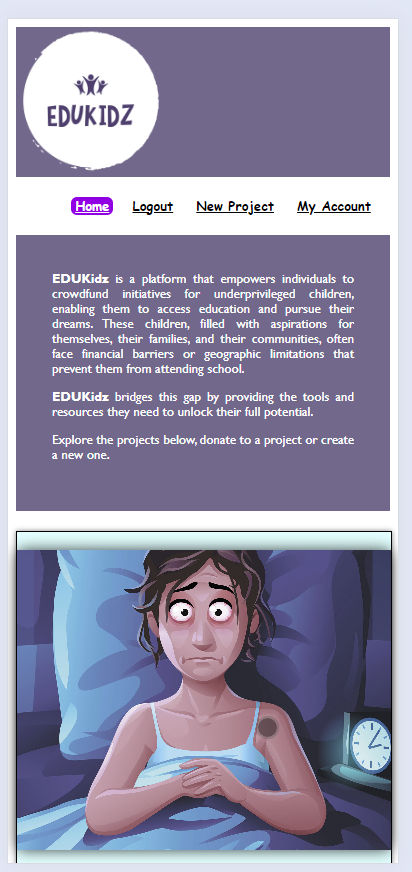 EDUKIDZ
Home Logout New Project My Account
EDUKidz is a platform that empowers individuals to
crowdfund initiatives for underprivileged children,
enabling them to access education and pursue their
dreams. These children, filled with aspirations for
themselves, their families, and their communities, often
face financial barriers or geographic limitations that
prevent them from attending school.
EDUKidz bridges this gap by providing the tools and
resources they need to unlock their full potential.
Explore the projects below, donate to a project or create
a new one.